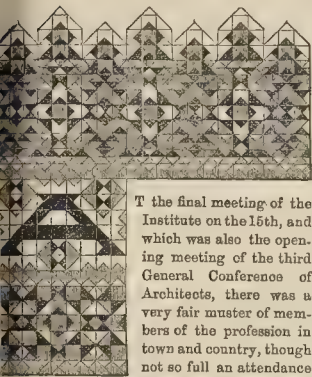 T the final meeting of the
Institute on the 15th, and
which was also the open-
ing meeting of the third
General Conference of
Architects, there was a
very fair muster of mem-
bers of the profession in
town and country, though
not so full an attendance